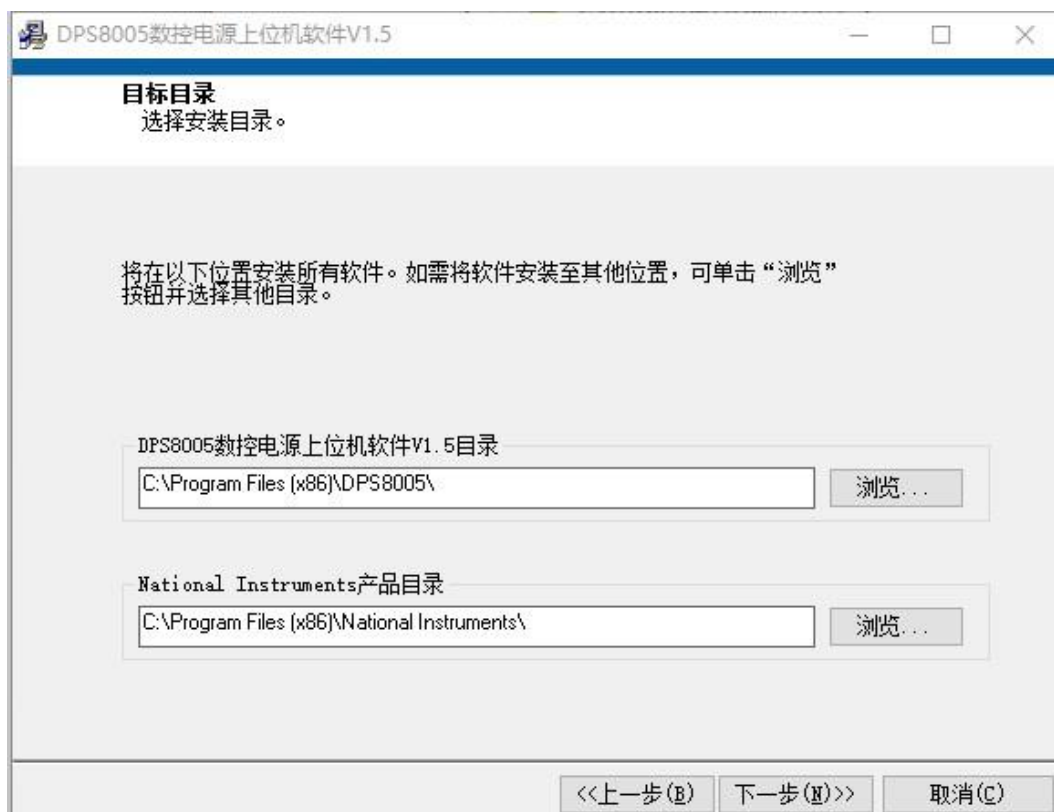 DPS8005数控电源上位机软件V1.5
目标目录
选择安装目录。
将在以下位置安装所有软件。如需将软件安装至其他位置，可单击“浏览”
按钮并选择其他目录。
DPS8005数控电源上位机软件V1.5目录
C:\Program Files (x86)\DPS8005\
浏览...
National Instruments产品目录
C:\Program Files (x86)\National Instruments\
浏览...
<<上一步(B) 下一步(N)>> 取消(C)